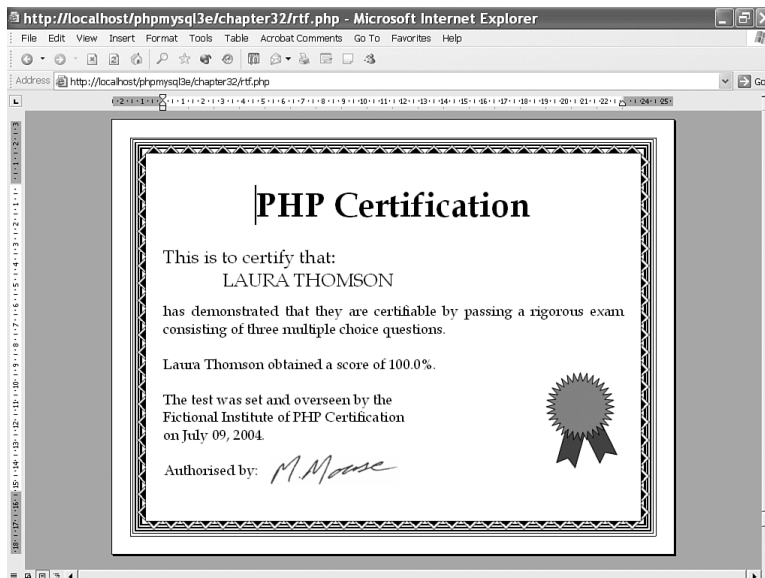 http://localhost/phpmysql3e/chapter32/rtf.php - Microsoft Internet Explorer
File Edit View Insert Format Tools Table Acrobat Comments Go To Favorites Help
Address http://localhost/phpmysql3e/chapter32/rtf.php Go
PHP Certification
This is to certify that:
LAURA THOMSON
has demonstrated that they are certifiable by passing a rigorous exam
consisting of three multiple choice questions.
Laura Thomson obtained a score of 100.0%.
The test was set and overseen by the
Fictional Institute of PHP Certification
on July 09, 2004.
Authorised by: M.Mouse